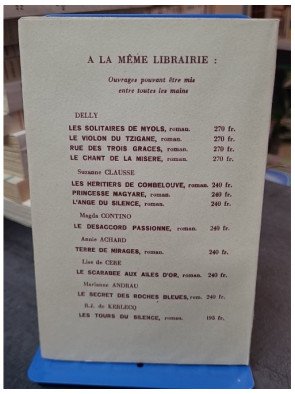 A LA MÊME LIBRAIRIE :
Ouvrages pouvant être mis
entre toutes les mains
DELLY
LES SOLITAIRES DE MYOLS, roman. 270 fr.
LE VIOLON DU TZIGANE, roman. 270 fr.
RUE DES TROIS GRACES, roman. 270 fr.
LE CHANT DE LA MISERE, roman. 270 fr.
Suzanne CLAUSSE
LES HERITIERS DE COMBELOUVE, roman. 240 fr.
PRINCESSE MAGYARE, roman. 240 fr.
L'ANGE DU SILENCE, roman. 240 fr.
Magda CONTINO
LE DESACCORD PASSIONNE, roman. 240 fr.
Annie ACHARD
TERRE DE MIRAGES, roman. 240 fr.
Lise de CERE
LE SCARABEE AUX AILES D'OR, roman. 240 fr.
Marianne ANDRAU
LE SECRET DES ROCHES BLEUES, rom. 240 fr.
B.-J. de KERLECQ
LES TOURS DU SILENCE, roman. 195 fr.